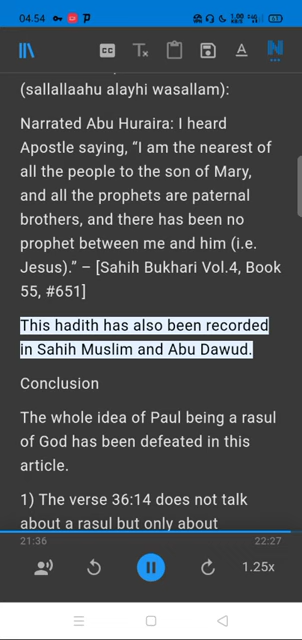 04.54
CC
(sallallaahu alayhi wasallam):
Narrated Abu Huraira: I heard
Apostle saying, “I am the nearest of
all the people to the son of Mary,
and all the prophets are paternal
brothers, and there has been no
prophet between me and him (i.e.
Jesus).” – [Sahih Bukhari Vol.4, Book
55, #651]
This hadith has also been recorded
in Sahih Muslim and Abu Dawud.
Conclusion
The whole idea of Paul being a rasul
of God has been defeated in this
article.
1) The verse 36:14 does not talk
about a rasul but only about
21:36
22:27
1.25x